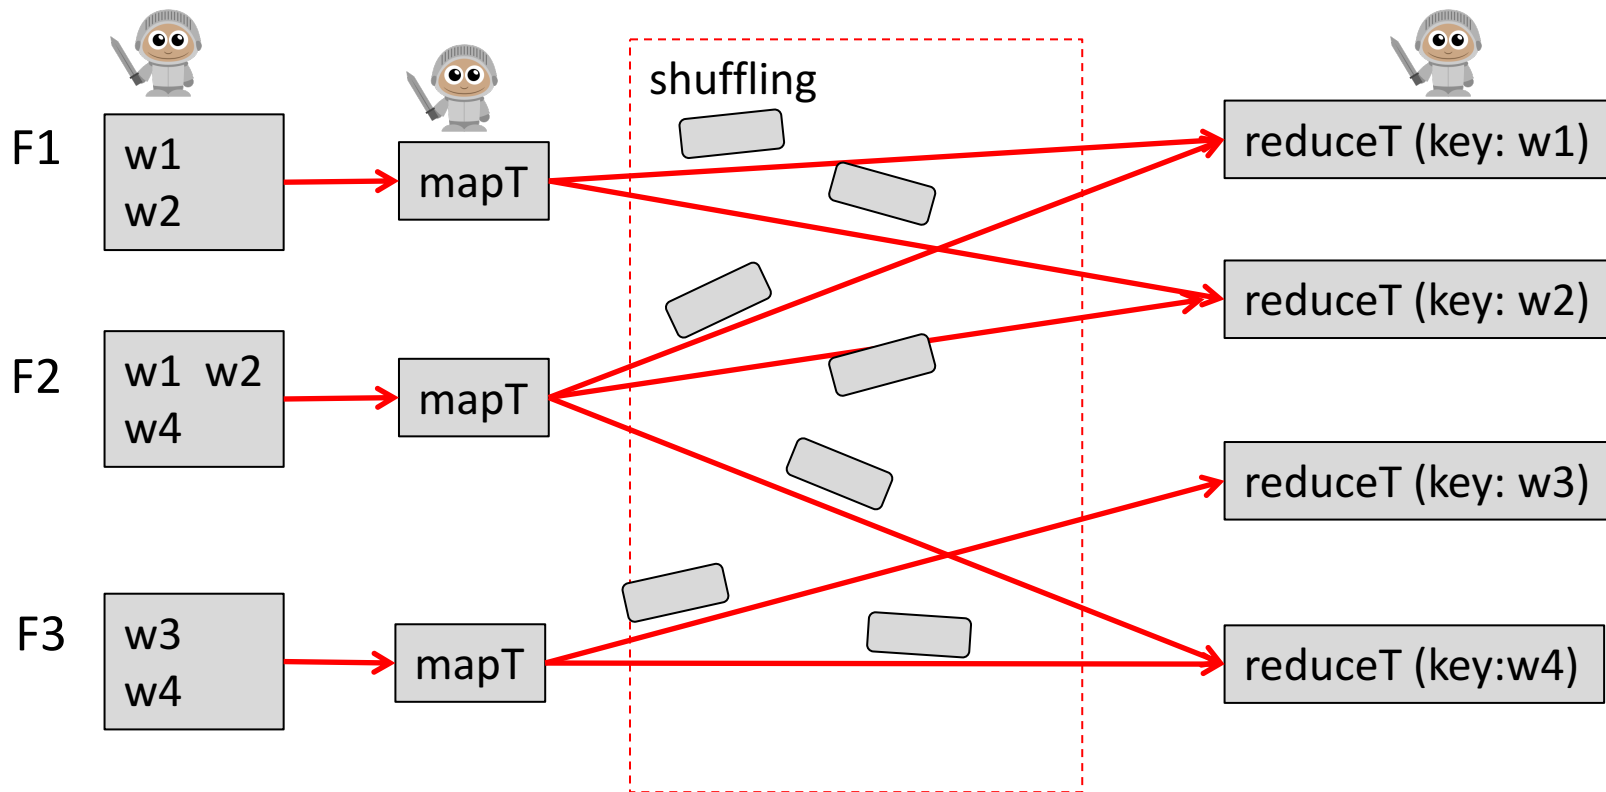 shuffling
F1
w1
w2
mapT
reduceT (key: w1)
reduceT (key: w2)
F2
w1 w2
w4
mapT
reduceT (key: w3)
F3
w3
w4
mapT
reduceT (key:w4)